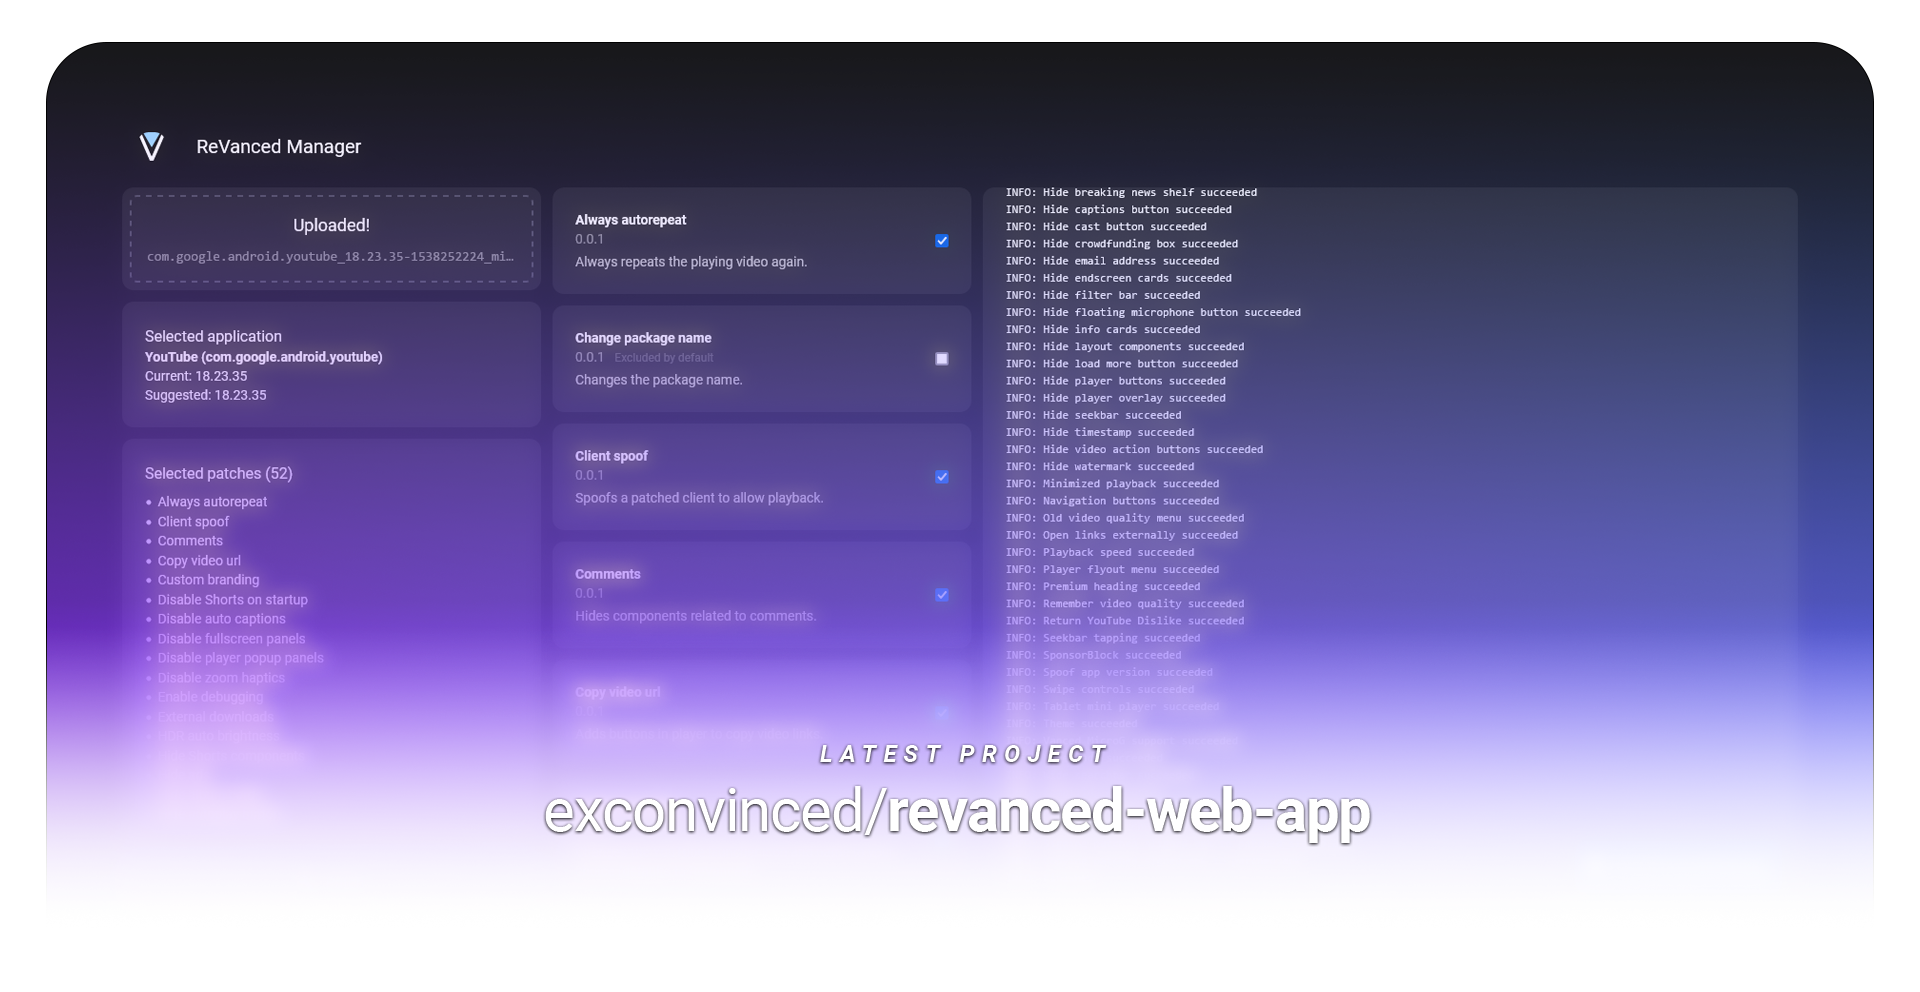 ReVanced Manager
Uploaded!
com.google.android.youtube_18.23.35-1538252224_mi…
Selected application
YouTube (com.google.android.youtube)
Current: 18.23.35
Suggested: 18.23.35
Selected patches (52)
• Always autorepeat
• Client spoof
• Comments
• Copy video url
• Custom branding
• Disable Shorts on startup
• Disable auto captions
• Disable fullscreen panels
• Disable player popup panels
• Disable zoom haptics
• Enable debugging
• External downloads
• HDR auto brightness
Always autorepeat
0.0.1
Always repeats the playing video again.
Change package name
0.0.1 Excluded by default
Changes the package name.
Client spoof
0.0.1
Spoofs a patched client to allow playback.
Comments
0.0.1
Hides components related to comments.
Copy video url
0.0.1
INFO: Hide breaking news shelf succeeded
INFO: Hide captions button succeeded
INFO: Hide cast button succeeded
INFO: Hide crowdfunding box succeeded
INFO: Hide email address succeeded
INFO: Hide endscreen cards succeeded
INFO: Hide filter bar succeeded
INFO: Hide floating microphone button succeeded
INFO: Hide info cards succeeded
INFO: Hide layout components succeeded
INFO: Hide load more button succeeded
INFO: Hide player buttons succeeded
INFO: Hide player overlay succeeded
INFO: Hide seekbar succeeded
INFO: Hide timestamp succeeded
INFO: Hide video action buttons succeeded
INFO: Hide watermark succeeded
INFO: Minimized playback succeeded
INFO: Navigation buttons succeeded
INFO: Old video quality menu succeeded
INFO: Open links externally succeeded
INFO: Playback speed succeeded
INFO: Player flyout menu succeeded
INFO: Premium heading succeeded
INFO: Remember video quality succeeded
INFO: Return YouTube Dislike succeeded
INFO: Seekbar tapping succeeded
INFO: SponsorBlock succeeded
INFO: Spoof app version succeeded
INFO: Swipe controls succeeded
INFO: Tablet mini player succeeded
INFO: Theme succeeded
LATEST PROJECT
exconvinced/revanced-web-app